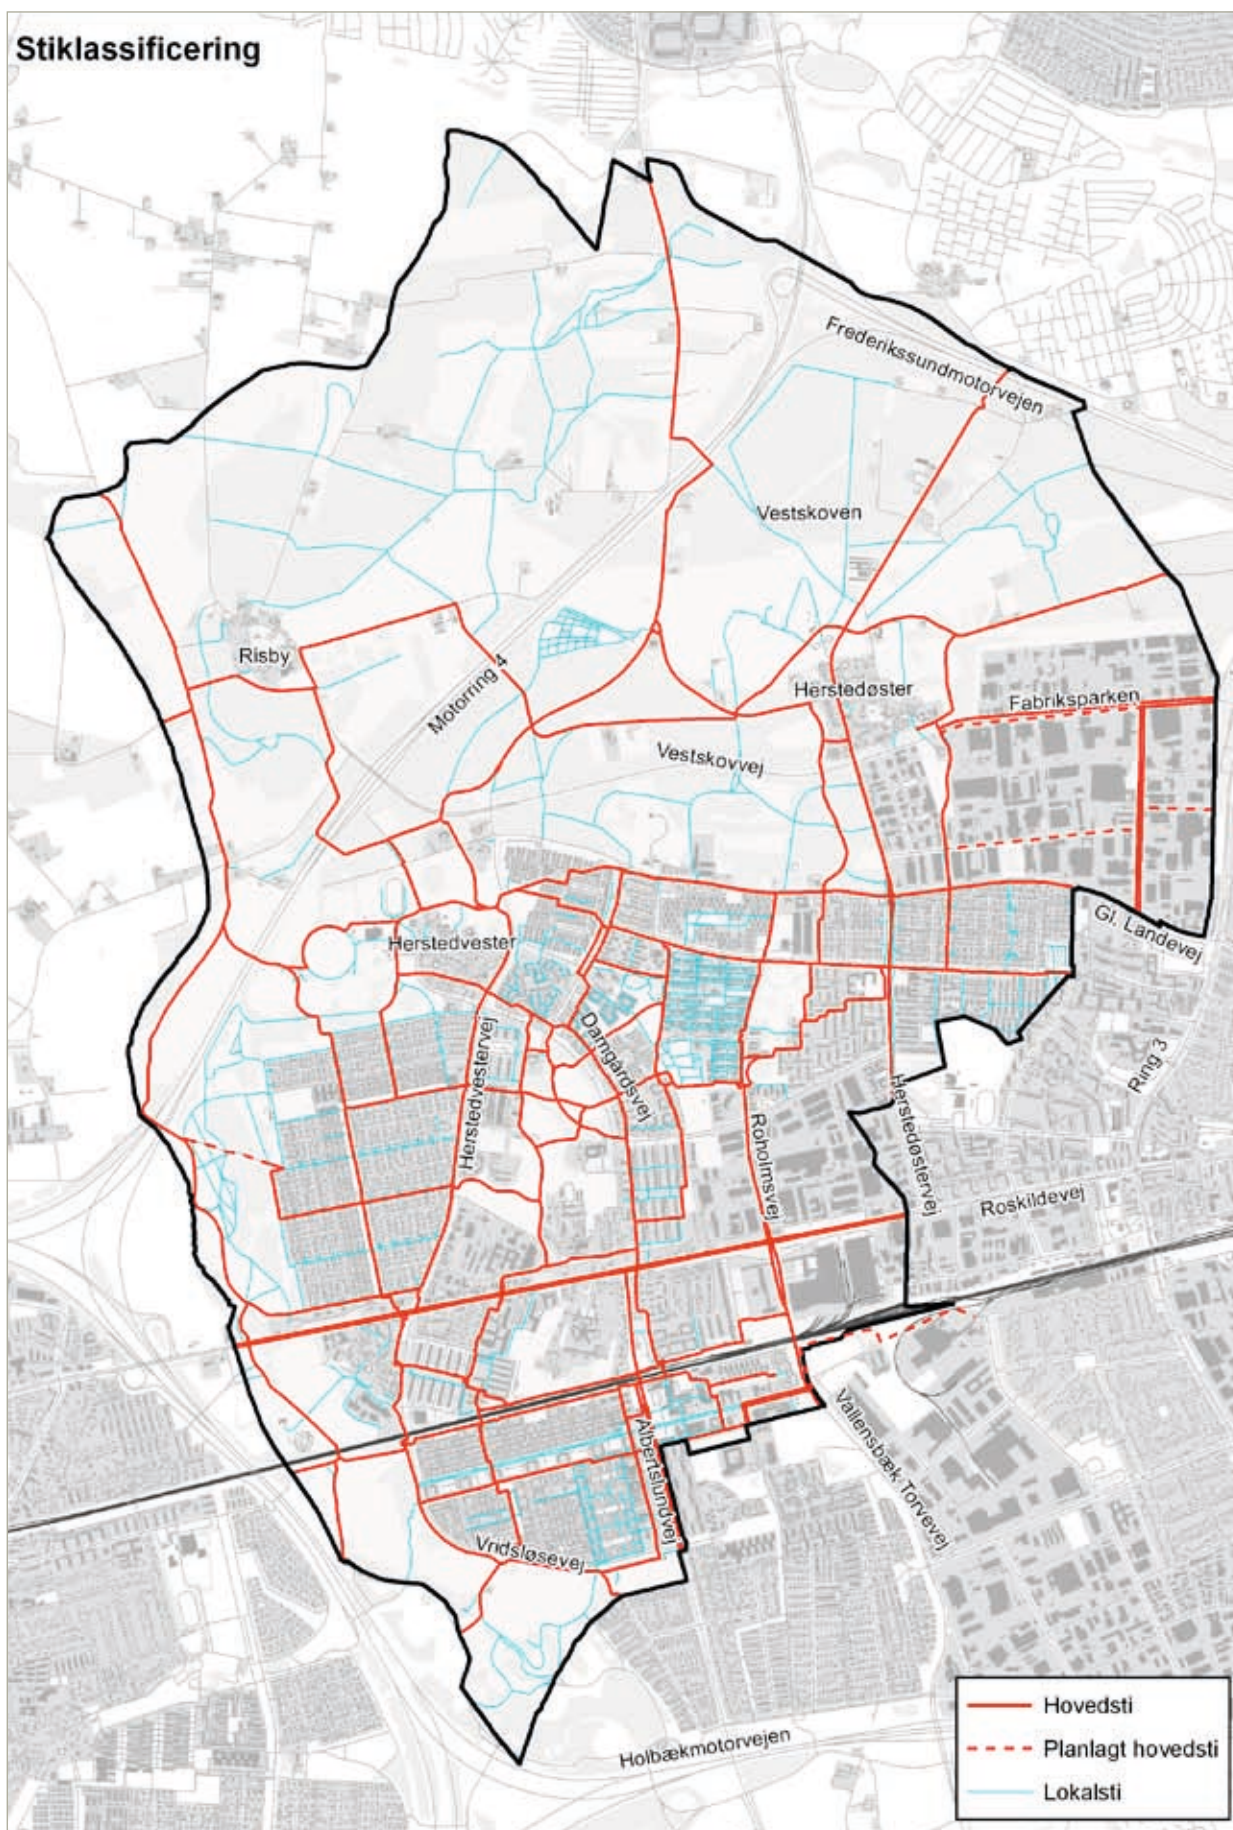 Stiklassificering
Frederikssundmotorvejen
Vestskoven
Risby
Motorring 4
Herstedøster
Fabriksparken
Vestskovvej
Gl. Landevej
Herstedvester
Damgårdsvej
Ring 3
Herstedvestervej
Herstedøstervej
Roholmsvej
Roskildevej
Albertslundvej
Vallensbæk Torvevej
Vridsløsevej
Holbækmotorvejen
Hovedsti
Planlagt hovedsti
Lokalsti